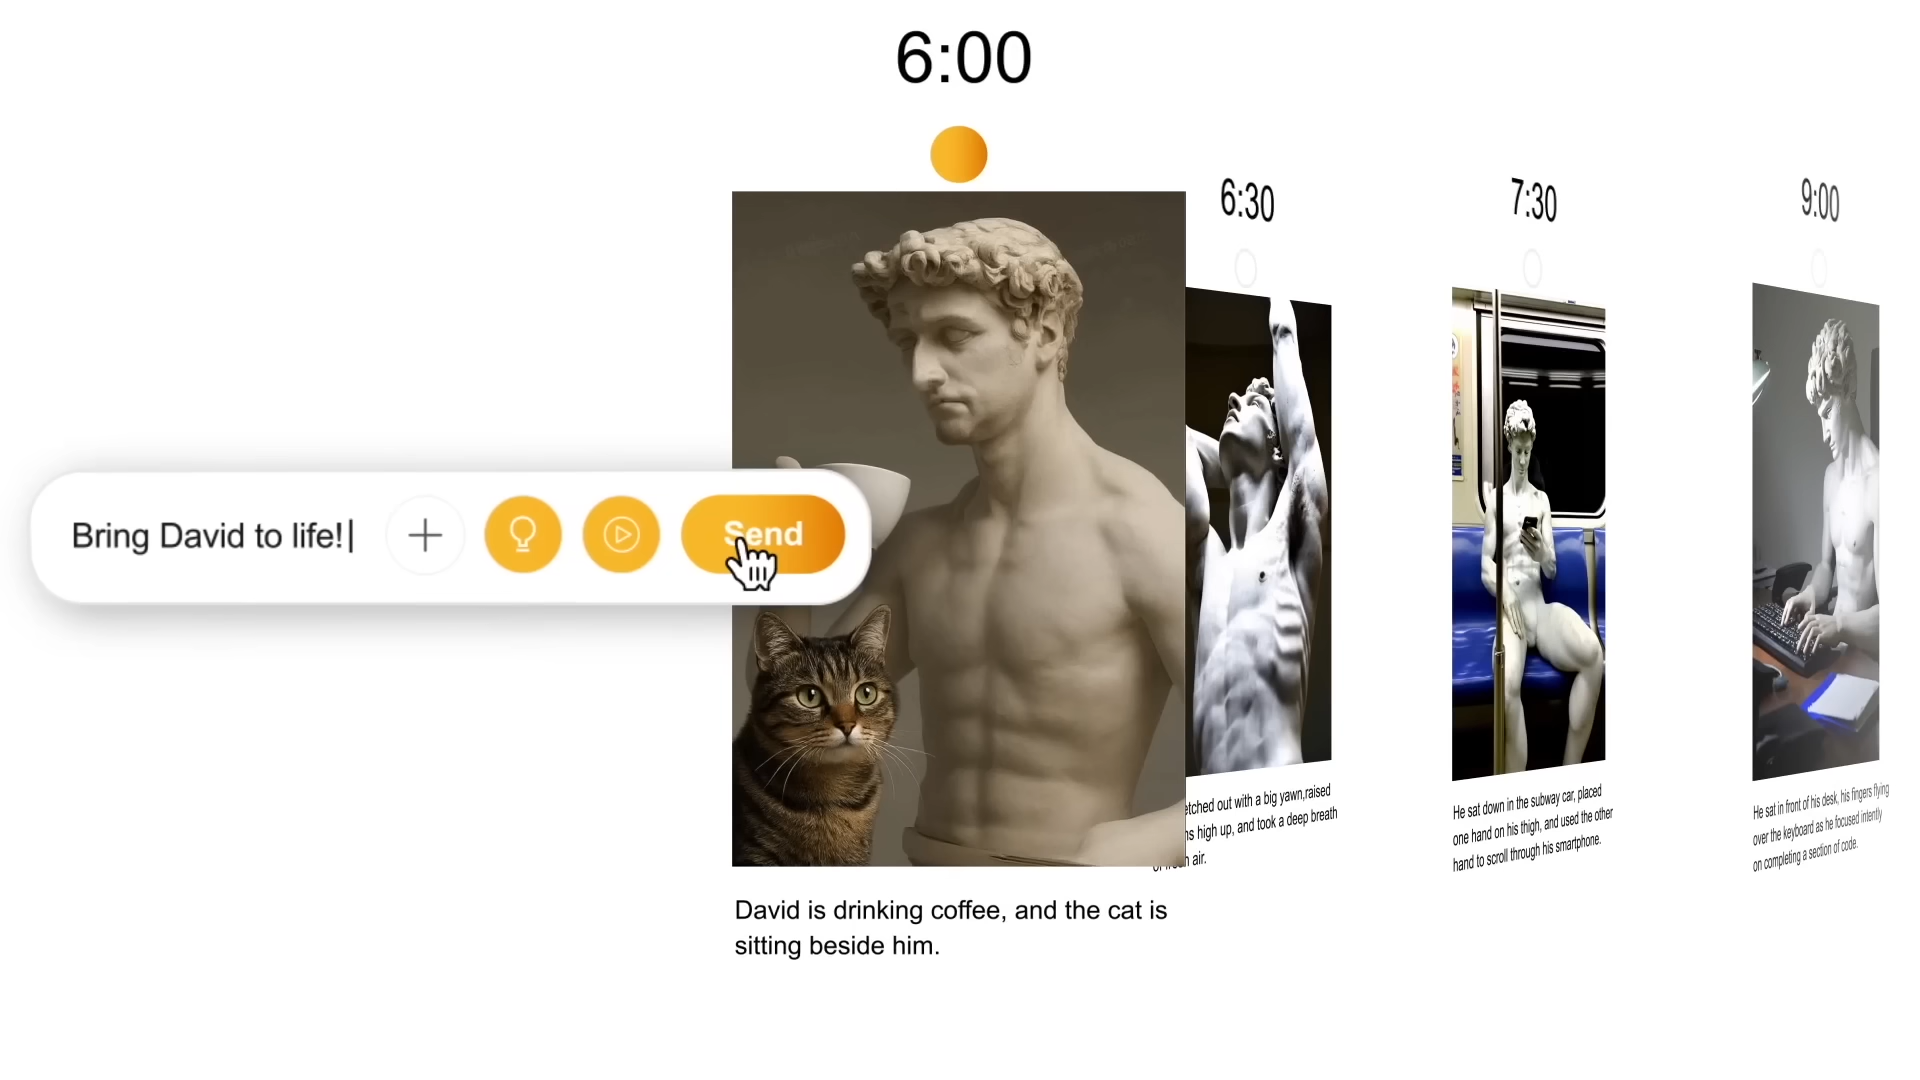 6:00
6:30
7:30
9:00
Bring David to life!
Send
David is drinking coffee, and the cat is
sitting beside him.
etched out with a big yawn,raised
high up, and took a deep breath
air.
He sat down in the subway car, placed
one hand on his thigh, and used the other
hand to scroll through his smartphone.
He sat in front of his desk, his fingers flying
over the keyboard as he focused intently
on completing a section of code.